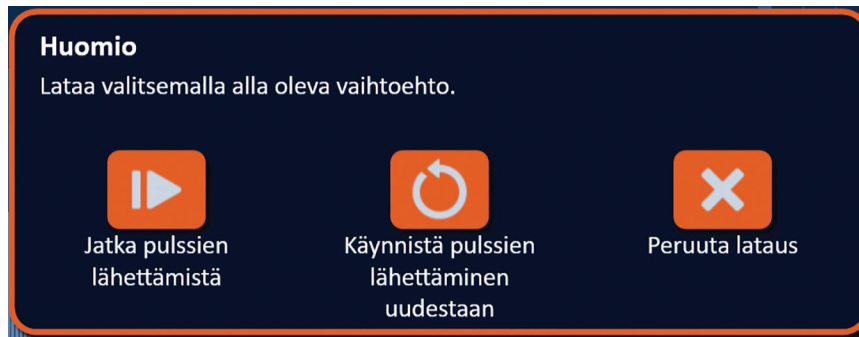 Huomio
Lataa valitsemalla alla oleva vaihtoehto.
Jatka pulssien
lähettämistä
Käynnistä pulssien
lähettäminen
uudestaan
Peruuta lataus